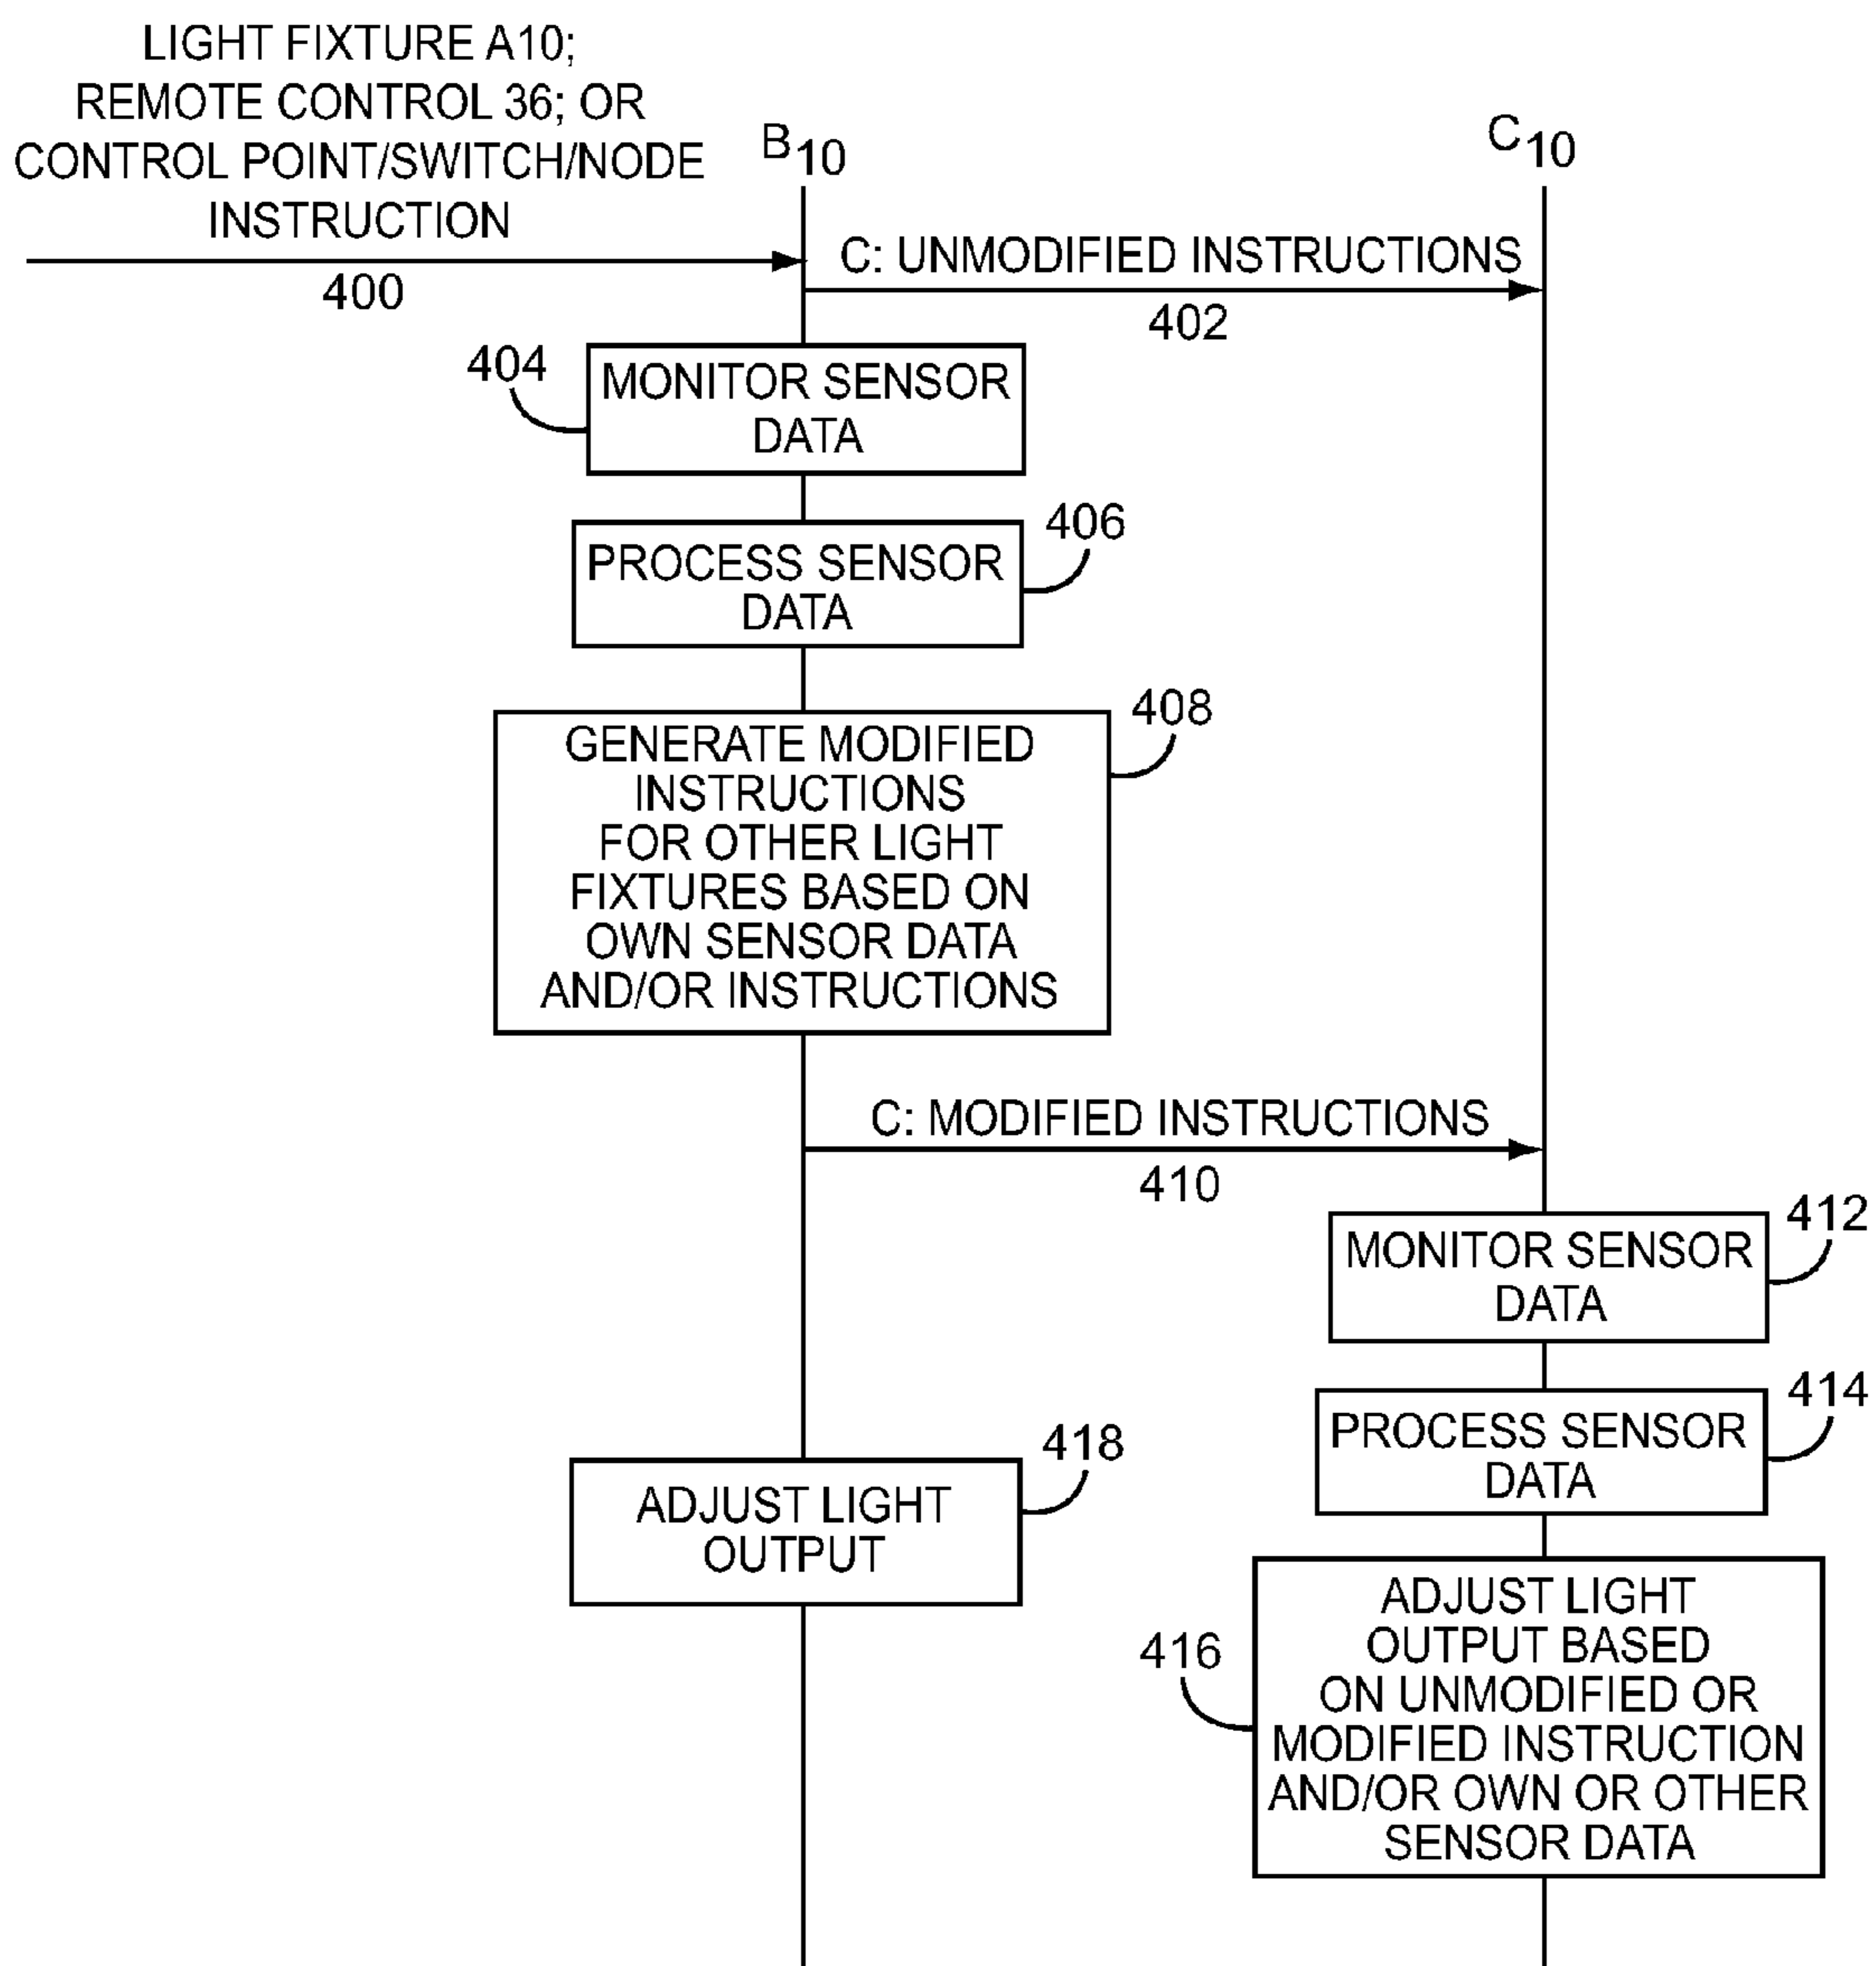 LIGHT FIXTURE A10;
REMOTE CONTROL 36; OR
CONTROL POINT/SWITCH/NODE
INSTRUCTION
400
B10
C10
C: UNMODIFIED INSTRUCTIONS
402
404
MONITOR SENSOR
DATA
406
PROCESS SENSOR
DATA
408
GENERATE MODIFIED
INSTRUCTIONS
FOR OTHER LIGHT
FIXTURES BASED ON
OWN SENSOR DATA
AND/OR INSTRUCTIONS
C: MODIFIED INSTRUCTIONS
410
412
MONITOR SENSOR
DATA
414
PROCESS SENSOR
DATA
418
ADJUST LIGHT
OUTPUT
416
ADJUST LIGHT
OUTPUT BASED
ON UNMODIFIED OR
MODIFIED INSTRUCTION
AND/OR OWN OR OTHER
SENSOR DATA